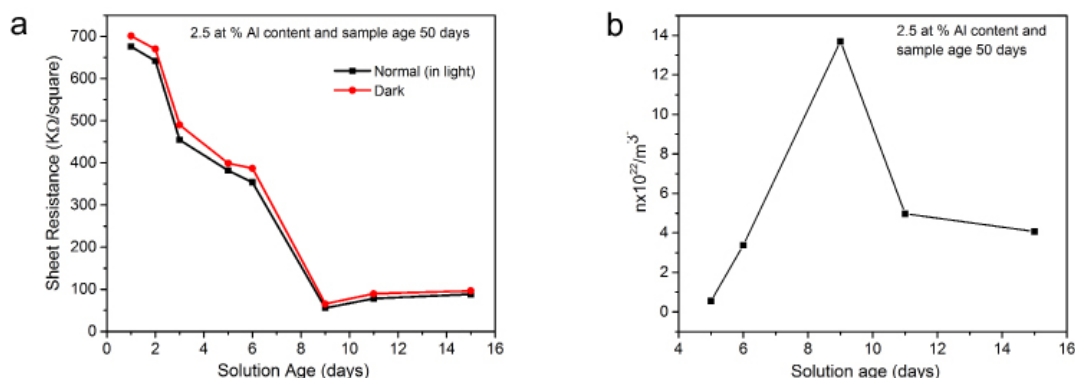 a
2.5 at % Al content and sample age 50 days
Normal (in light)
Dark
Sheet Resistance (KΩ/square)
700
600
500
400
300
200
100
0
0 2 4 6 8 10 12 14 16
Solution Age (days)
b
2.5 at % Al content and
sample age 50 days
nx10²²/m³⁻
14
12
10
8
6
4
2
0
4 6 8 10 12 14 16
Solution age (days)